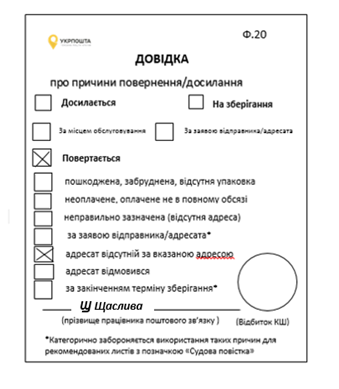 УКРПОШТА
Ф.20
ДОВІДКА
про причини повернення/досилання
Досилається
На зберігання
За місцем обслуговування
За заявою відправника/адресата
Повертається
пошкоджена, забруднена, відсутня упаковка
неоплачене, оплачене не в повному обсязі
неправильно зазначена (відсутня адреса)
за заявою відправника/адресата*
адресат відсутній за вказаною адресою
адресат відмовився
за закінченням терміну зберігання*
Щ Щаслива
(прізвище працівника поштового зв'язку )
(Відбиток КШ)
*Категорично забороняється використання таких причин для
рекомендованих листів з позначкою «Судова повістка»